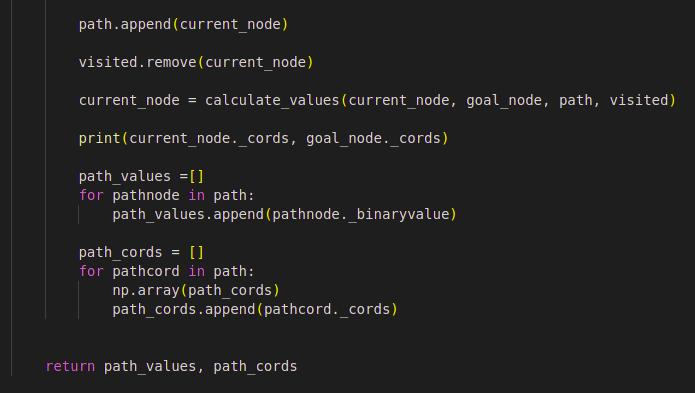 path.append(current_node)
visited.remove(current_node)
current_node = calculate_values(current_node, goal_node, path, visited)
print(current_node._cords, goal_node._cords)
path_values =[]
for pathnode in path:
path_values.append(pathnode._binaryvalue)
path_cords = []
for pathcord in path:
np.array(path_cords)
path_cords.append(pathcord._cords)
return path_values, path_cords